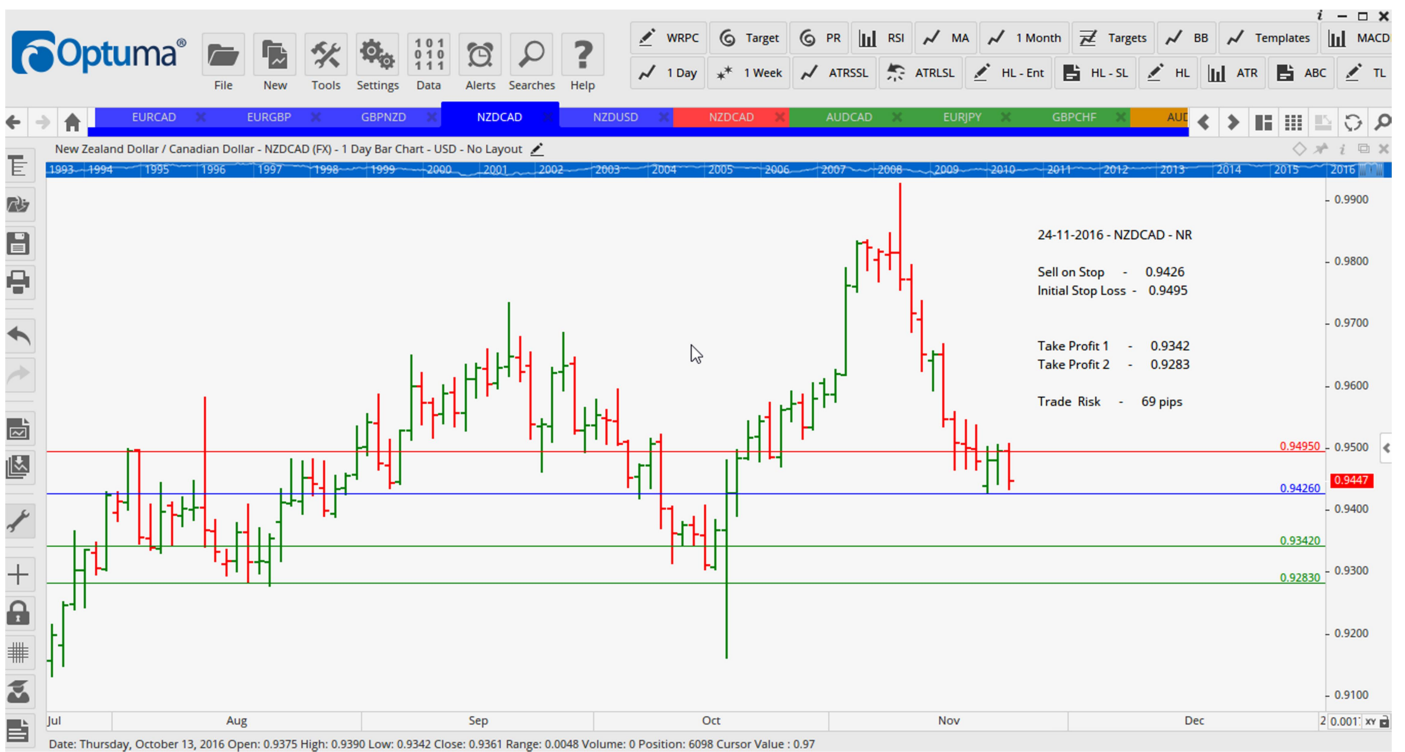 i
Optuma®
File
New
Tools
Settings
Data
Alerts
Searches
Help
101
010
111
WRPC
Target
PR
RSI
MA
1 Month
Targets
BB
Templates
MACD
1 Day
1 Week
ATRSSL
ATRLSL
HL - Ent
HL - SL
HL
ATR
ABC
TL
EURCAD
EURGBP
GBPNZD
NZDCAD
NZDUSD
NZDCAD
AUDCAD
EURJPY
GBPCHF
AUD
New Zealand Dollar / Canadian Dollar - NZDCAD (FX) - 1 Day Bar Chart - USD - No Layout
1993 1994 1995 1996 1997 1998 1999 2000 2001 2002 2003 2004 2005 2006 2007 2008 2009 2010 2011 2012 2013 2014 2015 2016
24-11-2016 - NZDCAD - NR
Sell on Stop - 0.9426
Initial Stop Loss - 0.9495
Take Profit 1 - 0.9342
Take Profit 2 - 0.9283
Trade Risk - 69 pips
0.9900
0.9800
0.9700
0.9600
0.94950
0.9500
0.9447
0.94260
0.9400
0.93420
0.9300
0.92830
0.9200
0.9100
Jul Aug Sep Oct Nov Dec 2
0.001 XY
Date: Thursday, October 13, 2016 Open: 0.9375 High: 0.9390 Low: 0.9342 Close: 0.9361 Range: 0.0048 Volume: 0 Position: 6098 Cursor Value : 0.97